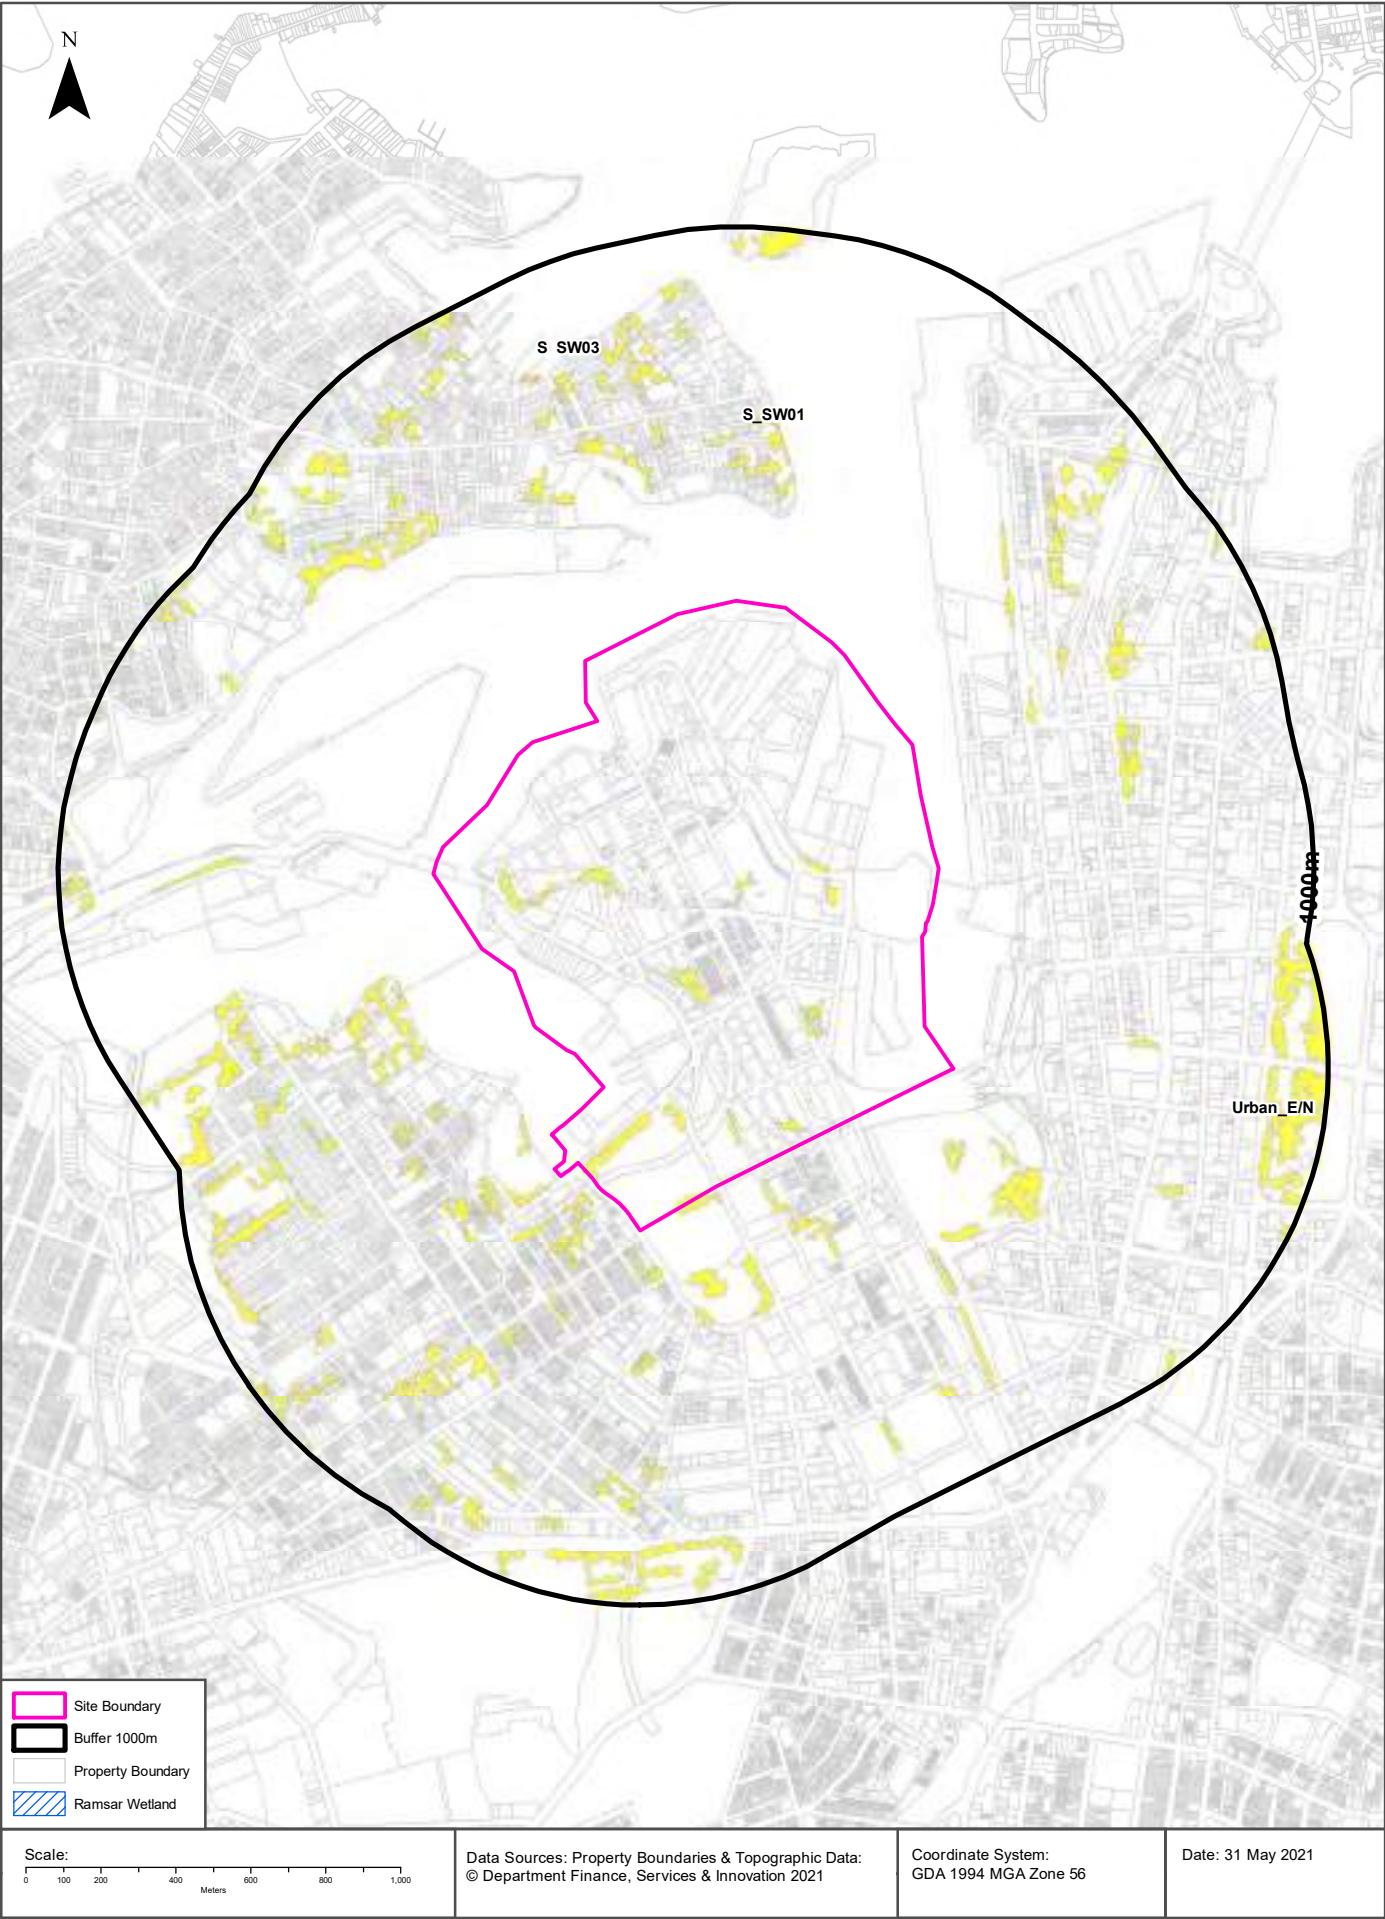 N
S SW03
S_SW01
1000m
Urban_E/N
Site Boundary
Buffer 1000m
Property Boundary
Ramsar Wetland
Scale:
0 100 200 400 600 800 1,000
Meters
Data Sources: Property Boundaries & Topographic Data:
© Department Finance, Services & Innovation 2021
Coordinate System:
GDA 1994 MGA Zone 56
Date: 31 May 2021